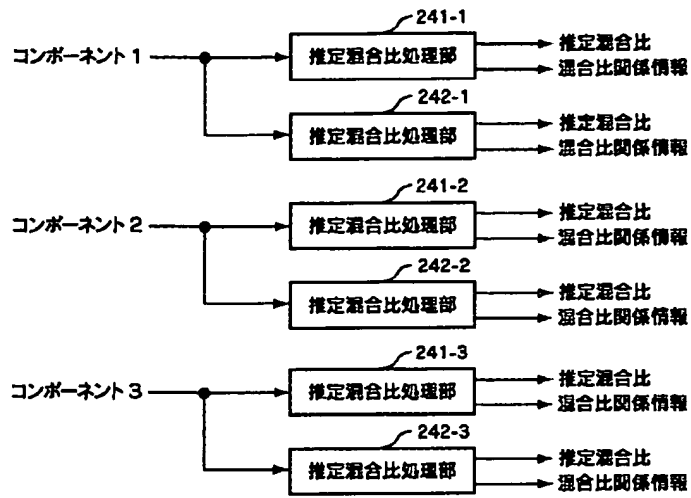 241-1
コンポーネント1
推定混合比処理部
推定混合比
混合比関係情報
242-1
推定混合比処理部
推定混合比
混合比関係情報
241-2
コンポーネント2
推定混合比処理部
推定混合比
混合比関係情報
242-2
推定混合比処理部
推定混合比
混合比関係情報
241-3
コンポーネント3
推定混合比処理部
推定混合比
混合比関係情報
242-3
推定混合比処理部
推定混合比
混合比関係情報